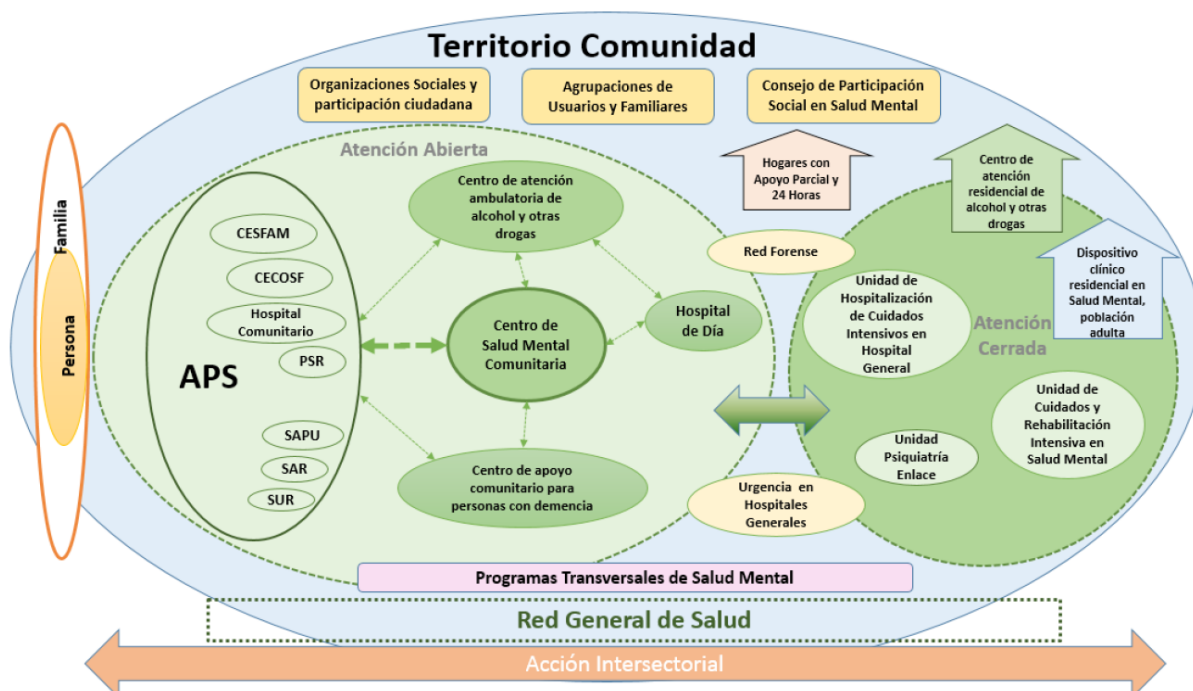 Territorio Comunidad
Organizaciones Sociales y
participación ciudadana
Agrupaciones de
Usuarios y Familiares
Consejo de Participación
Social en Salud Mental
Familia
Persona
Atención Abierta
APS
CESFAM
CECOSF
Hospital
Comunitario
PSR
SAPU
SAR
SUR
Centro de atención
ambulatoria de
alcohol y otras
drogas
Centro de
Salud Mental
Comunitaria
Hospital
de Día
Centro de apoyo
comunitario para
personas con demencia
Hogares con
Apoyo Parcial y
24 Horas
Centro de
atención
residencial de
alcohol y otras
drogas
Dispositivo
clínico
residencial en
Salud Mental,
población
adulta
Red Forense
Urgencia en
Hospitales
Generales
Atención
Cerrada
Unidad de
Hospitalización
de Cuidados
Intensivos en
Hospital
General
Unidad
Psiquiatría
Enlace
Unidad de
Cuidados y
Rehabilitación
Intensiva en
Salud Mental
Programas Transversales de Salud Mental
Red General de Salud
Acción Intersectorial